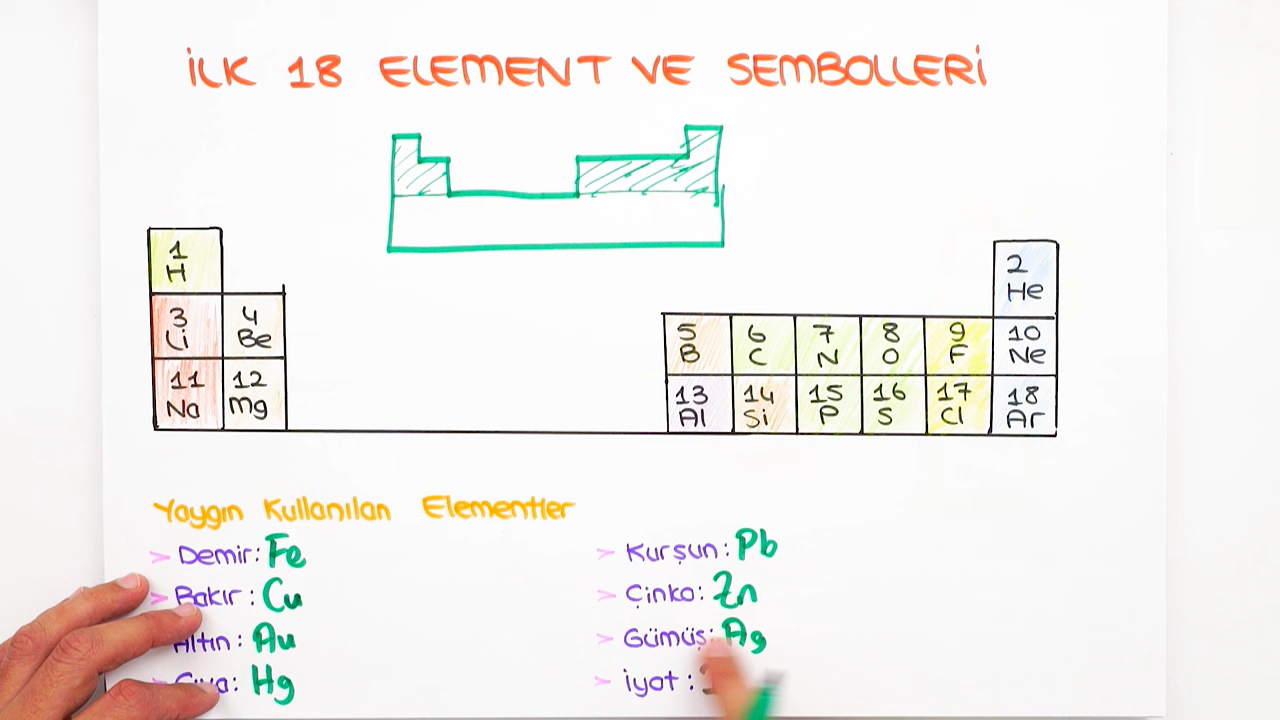 İLK 18 ELEMENT VE SEMBOLLERİ
1
H
2
He
3
Li
4
Be
5
B
6
C
7
N
8
O
9
F
10
Ne
11
Na
12
Mg
13
Al
14
Si
15
P
16
S
17
Cl
18
Ar
Yaygın Kullanılan Elementler
> Demir: Fe
> Bakır: Cu
Altın: Au
Hg
> Kurşun: Pb
> Çinko: Zn
> Gümüş: Ag
> İyot: